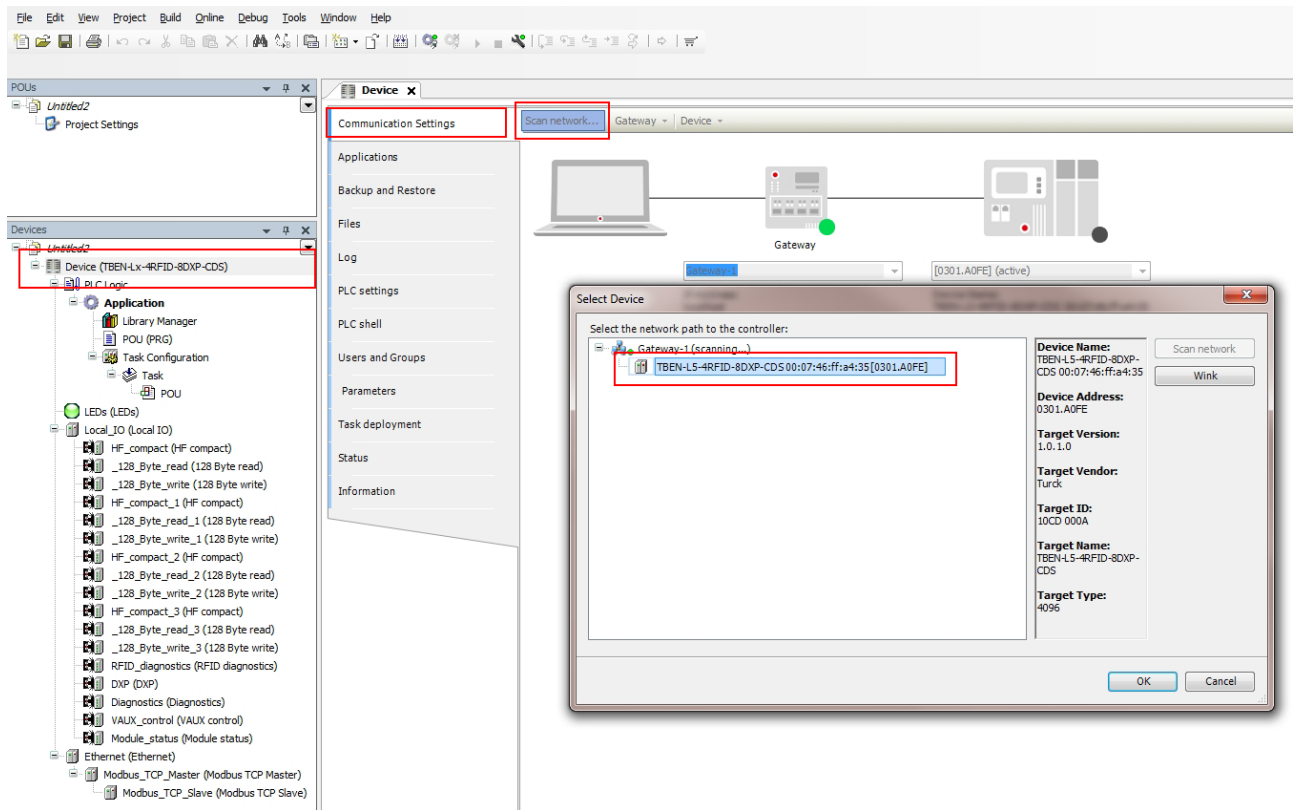 File Edit View Project Build Online Debug Tools Window Help
POUs
Untitled2
Project Settings
Devices
Untitled2
Device (TBEN-Lx-4RFID-8DXP-CDS)
PLC Logic
Application
Library Manager
POU (PRG)
Task Configuration
Task
POU
LEDs (LEDs)
Local_IO (Local IO)
HF_compact (HF compact)
_128_Byte_read (128 Byte read)
_128_Byte_write (128 Byte write)
HF_compact_1 (HF compact)
_128_Byte_read_1 (128 Byte read)
_128_Byte_write_1 (128 Byte write)
HF_compact_2 (HF compact)
_128_Byte_read_2 (128 Byte read)
_128_Byte_write_2 (128 Byte write)
HF_compact_3 (HF compact)
_128_Byte_read_3 (128 Byte read)
_128_Byte_write_3 (128 Byte write)
RFID_diagnostics (RFID diagnostics)
DXP (DXP)
Diagnostics (Diagnostics)
VAUX_control (VAUX control)
Module_status (Module status)
Ethernet (Ethernet)
Modbus_TCP_Master (Modbus TCP Master)
Modbus_TCP_Slave (Modbus TCP Slave)
Device
Communication Settings
Applications
Backup and Restore
Files
Log
PLC settings
PLC shell
Users and Groups
Parameters
Task deployment
Status
Information
Scan network... Gateway Device
Gateway
Gateway-1
[0301.A0FE] (active)
Select Device
Select the network path to the controller:
Gateway-1 (scanning...)
TBEN-L5-4RFID-8DXP-CDS 00:07:46:ff:a4:35 [0301.A0FE]
Device Name:
TBEN-L5-4RFID-8DXP-
CDS 00:07:46:ff:a4:35
Device Address:
0301.A0FE
Target Version:
1.0.1.0
Target Vendor:
Turck
Target ID:
10CD 000A
Target Name:
TBEN-L5-4RFID-8DXP-
CDS
Target Type:
4096
Scan network
Wink
OK Cancel